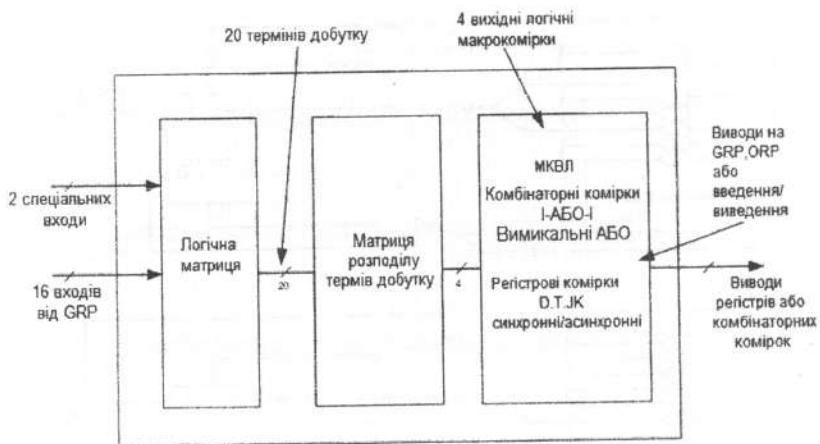 20 термінів добутку
4 вихідні логічні
макрокомірки
2 спеціальних
входи
16 входів
від GRP
Логічна
матриця
20
Матриця
розподілу
термів добутку
4
МКВЛ
Комбінаторні комірки
І-АБО-І
Вимикальні АБО
Регістрові комірки
D.T.JK
синхронні/асинхронні
Виводи на
GRP,ORP
або
введення/
виведення
Виводи
регістрів або
комбінаторних
комірок